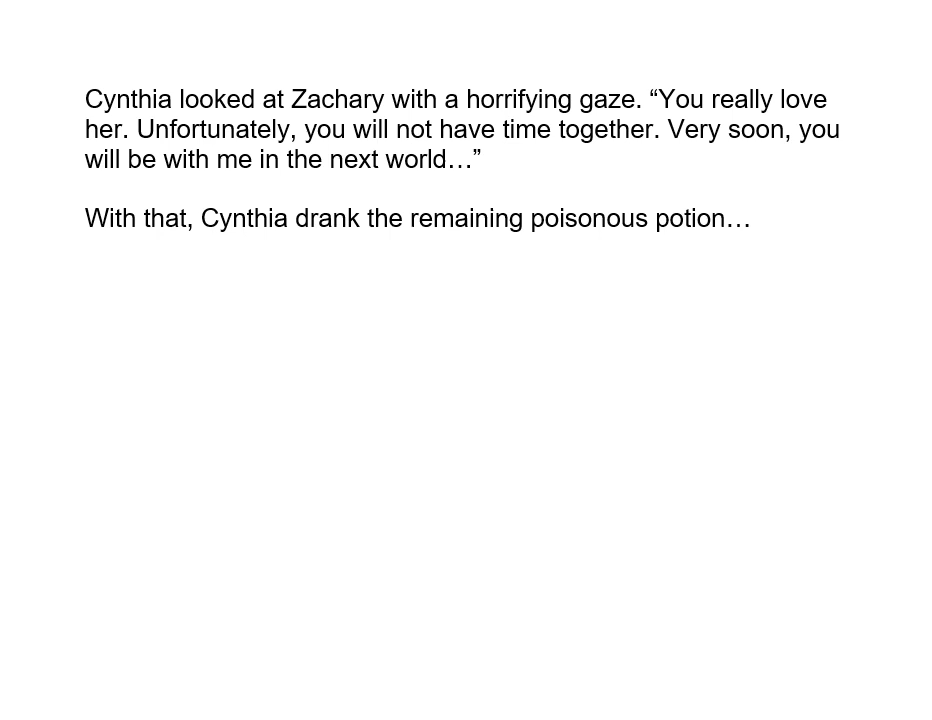 Cynthia looked at Zachary with a horrifying gaze. “You really love
her. Unfortunately, you will not have time together. Very soon, you
will be with me in the next world…”
With that, Cynthia drank the remaining poisonous potion…